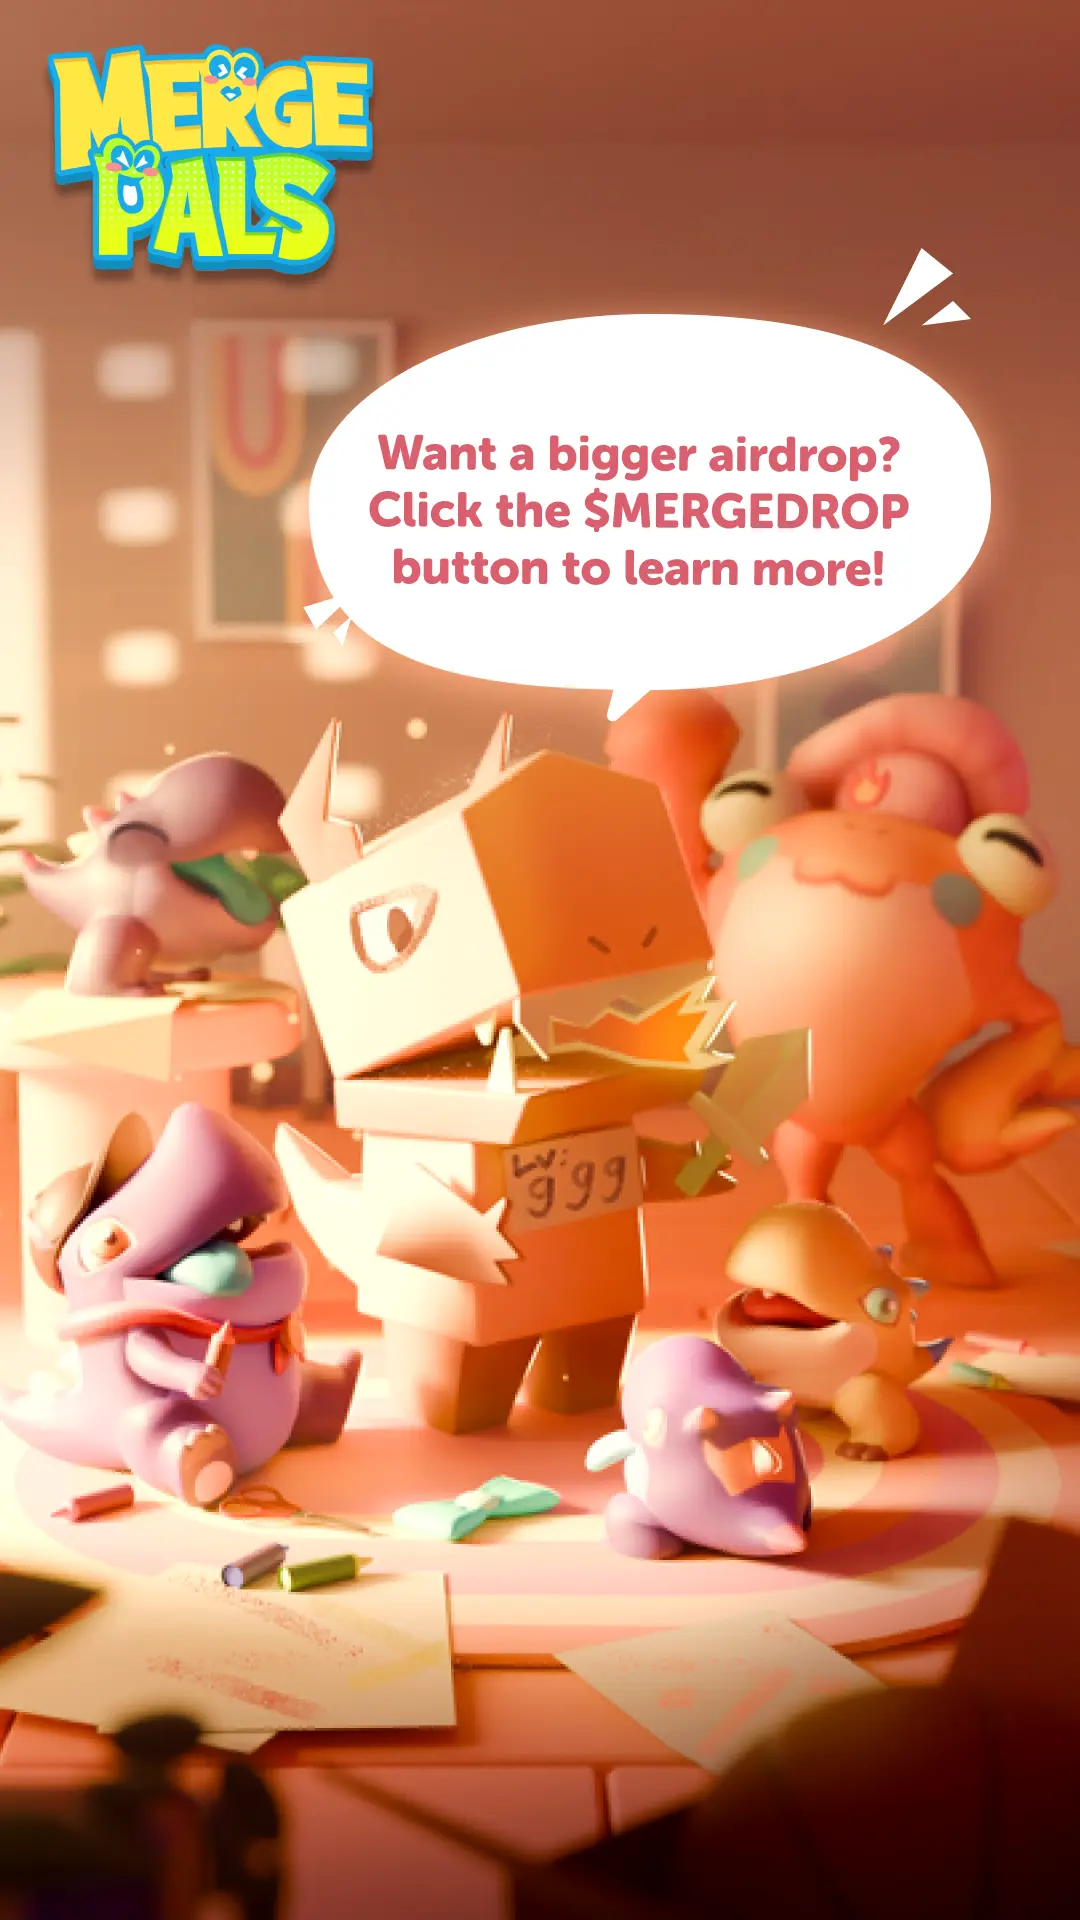 MERGE
PALS
Want a bigger airdrop?
Click the $MERGEDROP
button to learn more!
Lv:
999